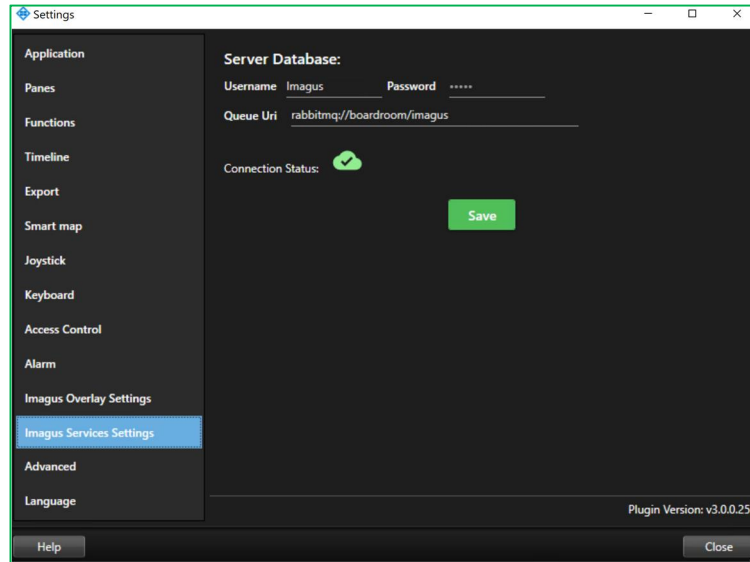 Settings
Application
Panes
Functions
Timeline
Export
Smart map
Joystick
Keyboard
Access Control
Alarm
Imagus Overlay Settings
Imagus Services Settings
Advanced
Language
Server Database:
Username Imagus Password •••••
Queue Uri rabbitmq://boardroom/imagus
Connection Status:
Save
Plugin Version: v3.0.0.25
Help
Close